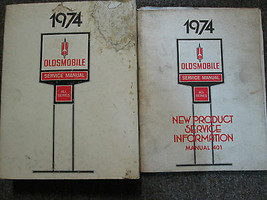 1974
OLDSMOBILE
SERVICE MANUAL
ALL
SERIES
1974
OLDSMOBILE
SERVICE MANUAL
ALL
SERIES
NEW PRODUCT
SERVICE
INFORMATION
MANUAL 401